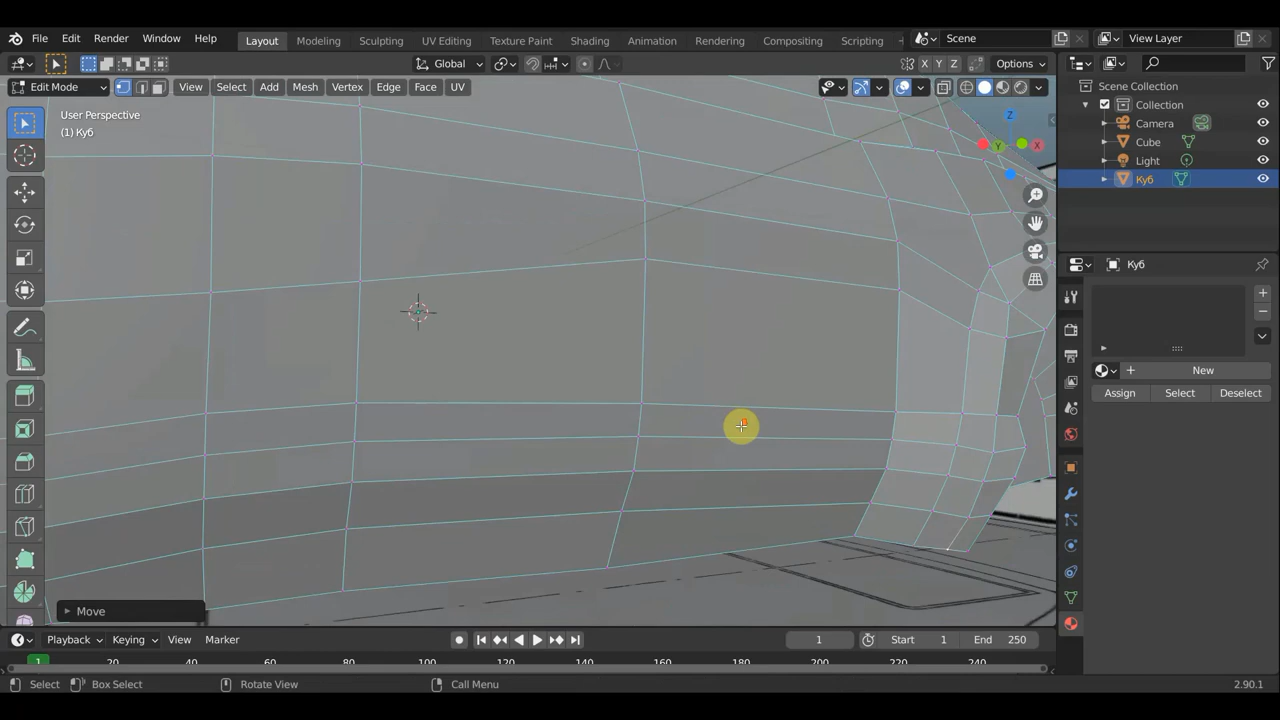 File Edit Render Window Help Layout Modeling Sculpting UV Editing Texture Paint Shading Animation Rendering Compositing Scripting + Scene View Layer
Global X Y Z Options
Edit Mode View Select Add Mesh Vertex Edge Face UV
Scene Collection
Collection
Camera
Cube
Light
Куб
User Perspective
(1) Куб
Z
Y
X
Куб
New
Assign Select Deselect
Move
Playback Keying View Marker 1 Start 1 End 250
1 20 40 60 80 100 120 140 160 180 200 220 240
Select Box Select Rotate View Call Menu 2.90.1